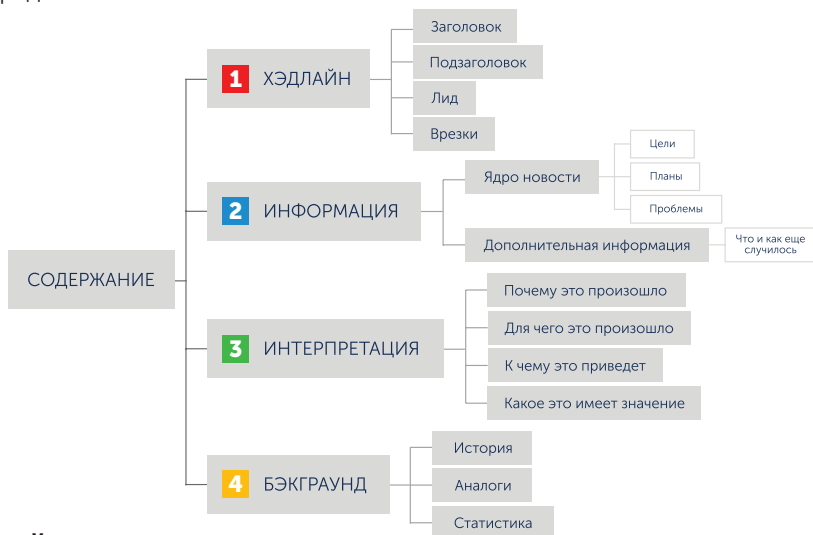 СОДЕРЖАНИЕ
1 ХЭДЛАЙН
Заголовок
Подзаголовок
Лид
Врезки
2 ИНФОРМАЦИЯ
Ядро новости
Цели
Планы
Проблемы
Дополнительная информация
Что и как еще
случилось
3 ИНТЕРПРЕТАЦИЯ
Почему это произошло
Для чего это произошло
К чему это приведет
Какое это имеет значение
4 БЭКГРАУНД
История
Аналоги
Статистика